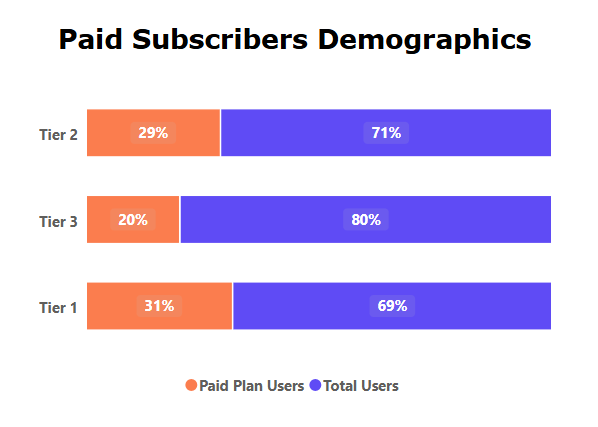 Paid Subscribers Demographics
Tier 2 29% 71%
Tier 3 20% 80%
Tier 1 31% 69%
Paid Plan Users Total Users